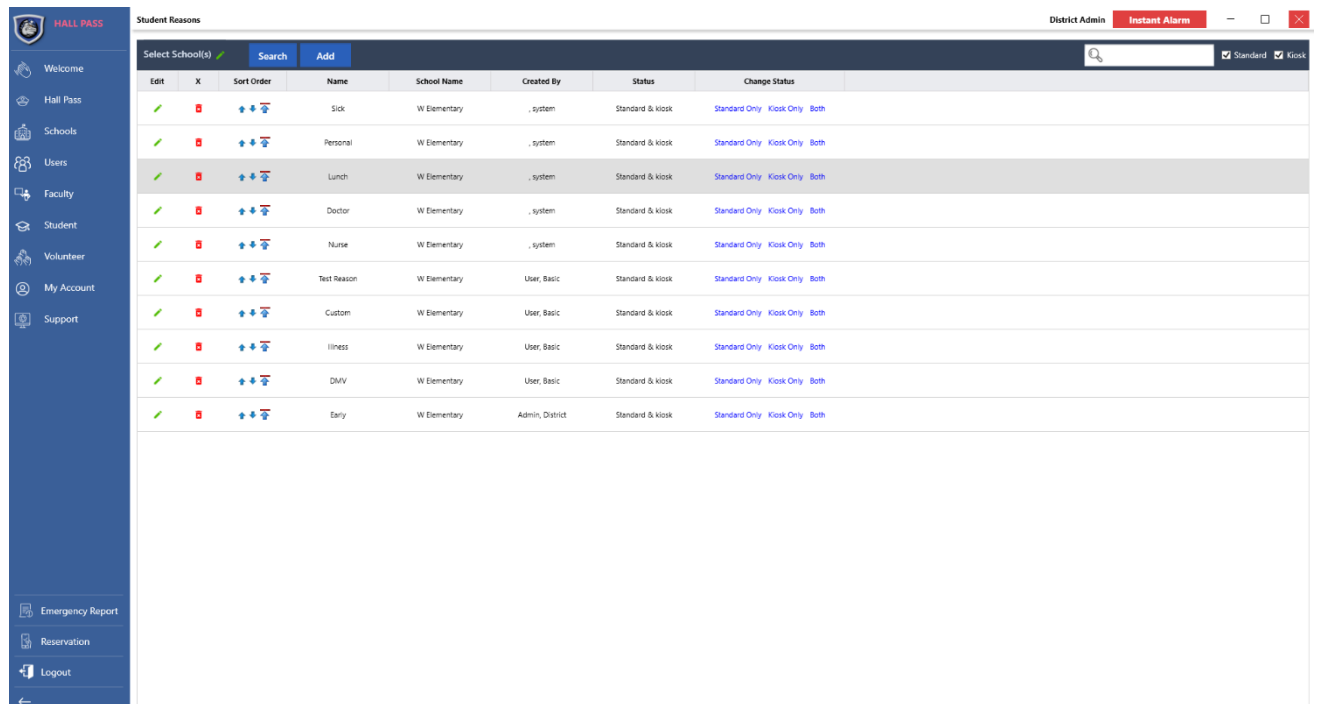 HALL PASS
Student Reasons District Admin Instant Alarm
Select School(s) Search Add Standard Kiosk
Welcome
Hall Pass
Schools
Users
Faculty
Student
Volunteer
My Account
Support
Emergency Report
Reservation
Logout
Edit X Sort Order Name School Name Created By Status Change Status
Sick W Elementary , system Standard & kiosk Standard Only Kiosk Only Both
Personal W Elementary , system Standard & kiosk Standard Only Kiosk Only Both
Lunch W Elementary , system Standard & kiosk Standard Only Kiosk Only Both
Doctor W Elementary , system Standard & kiosk Standard Only Kiosk Only Both
Nurse W Elementary , system Standard & kiosk Standard Only Kiosk Only Both
Test Reason W Elementary User, Basic Standard & kiosk Standard Only Kiosk Only Both
Custom W Elementary User, Basic Standard & kiosk Standard Only Kiosk Only Both
Illness W Elementary User, Basic Standard & kiosk Standard Only Kiosk Only Both
DMV W Elementary User, Basic Standard & kiosk Standard Only Kiosk Only Both
Early W Elementary Admin, District Standard & kiosk Standard Only Kiosk Only Both